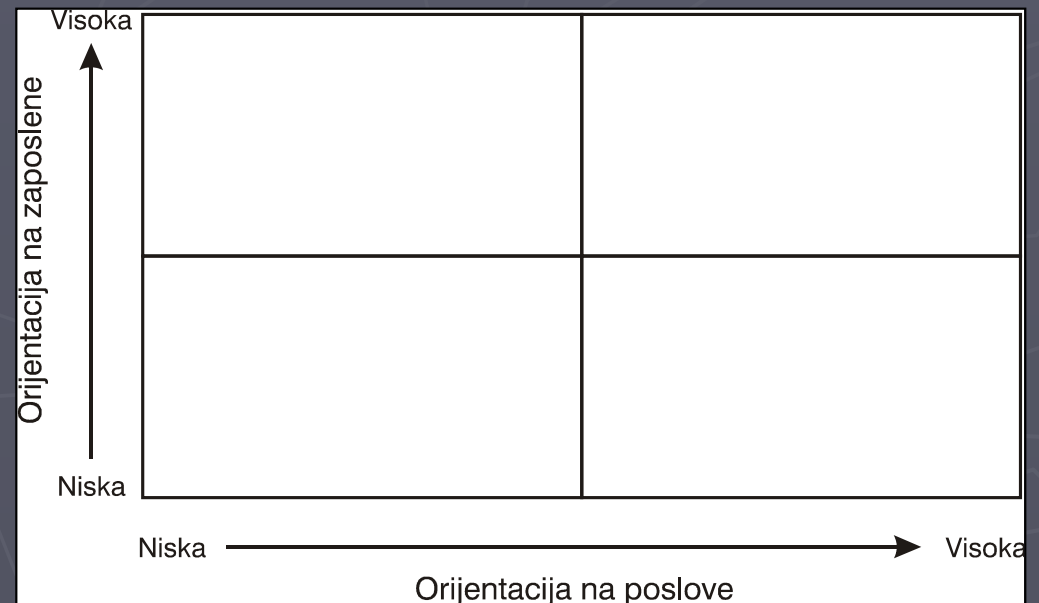 Visoka
Orijentacija na zaposlene
Niska
Niska
Visoka
Orijentacija na poslove